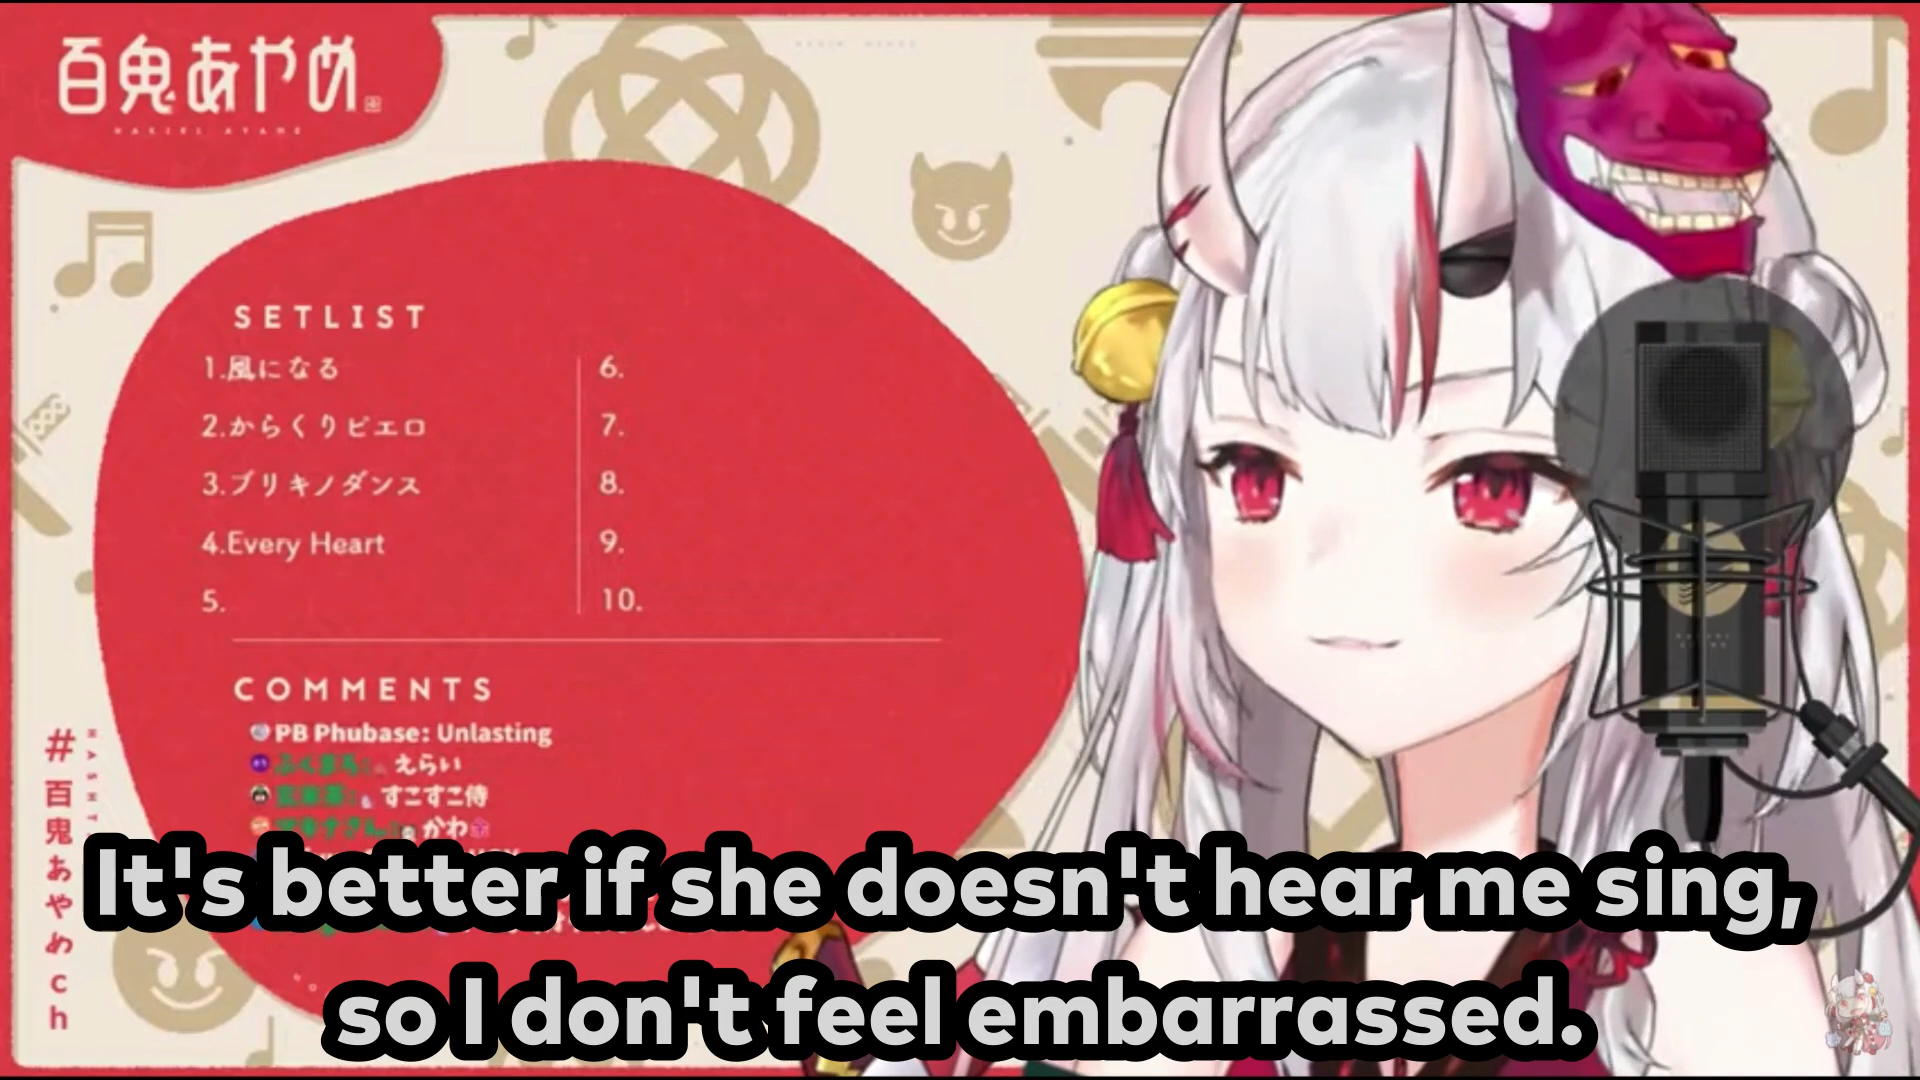 百鬼あやめ
NAKIRI AYAME
SETLIST
1.風になる
2.からくりピエロ
3.ブリキノダンス
4.Every Heart
5.
6.
7.
8.
9.
10.
COMMENTS
PB Phubase: Unlasting
えらい
すこすこ侍
かわ
#百鬼あやめch
It's better if she doesn't hear me sing,
so I don't feel embarrassed.